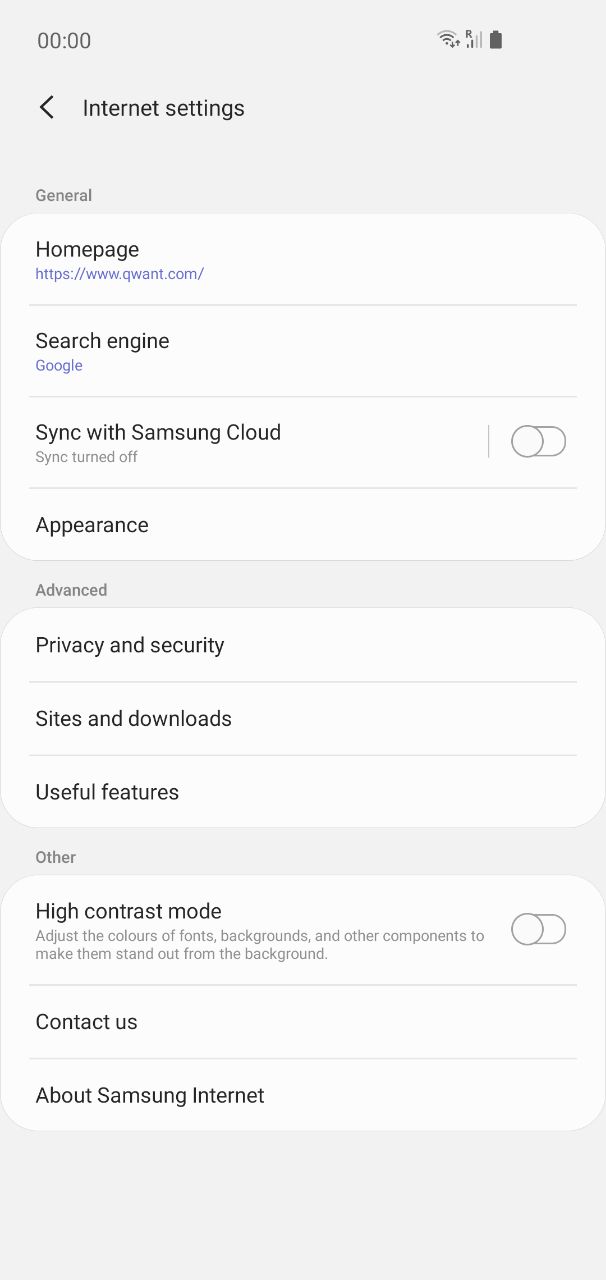 00:00
R
Internet settings
General
Homepage
https://www.qwant.com/
Search engine
Google
Sync with Samsung Cloud
Sync turned off
Appearance
Advanced
Privacy and security
Sites and downloads
Useful features
Other
High contrast mode
Adjust the colours of fonts, backgrounds, and other components to
make them stand out from the background.
Contact us
About Samsung Internet